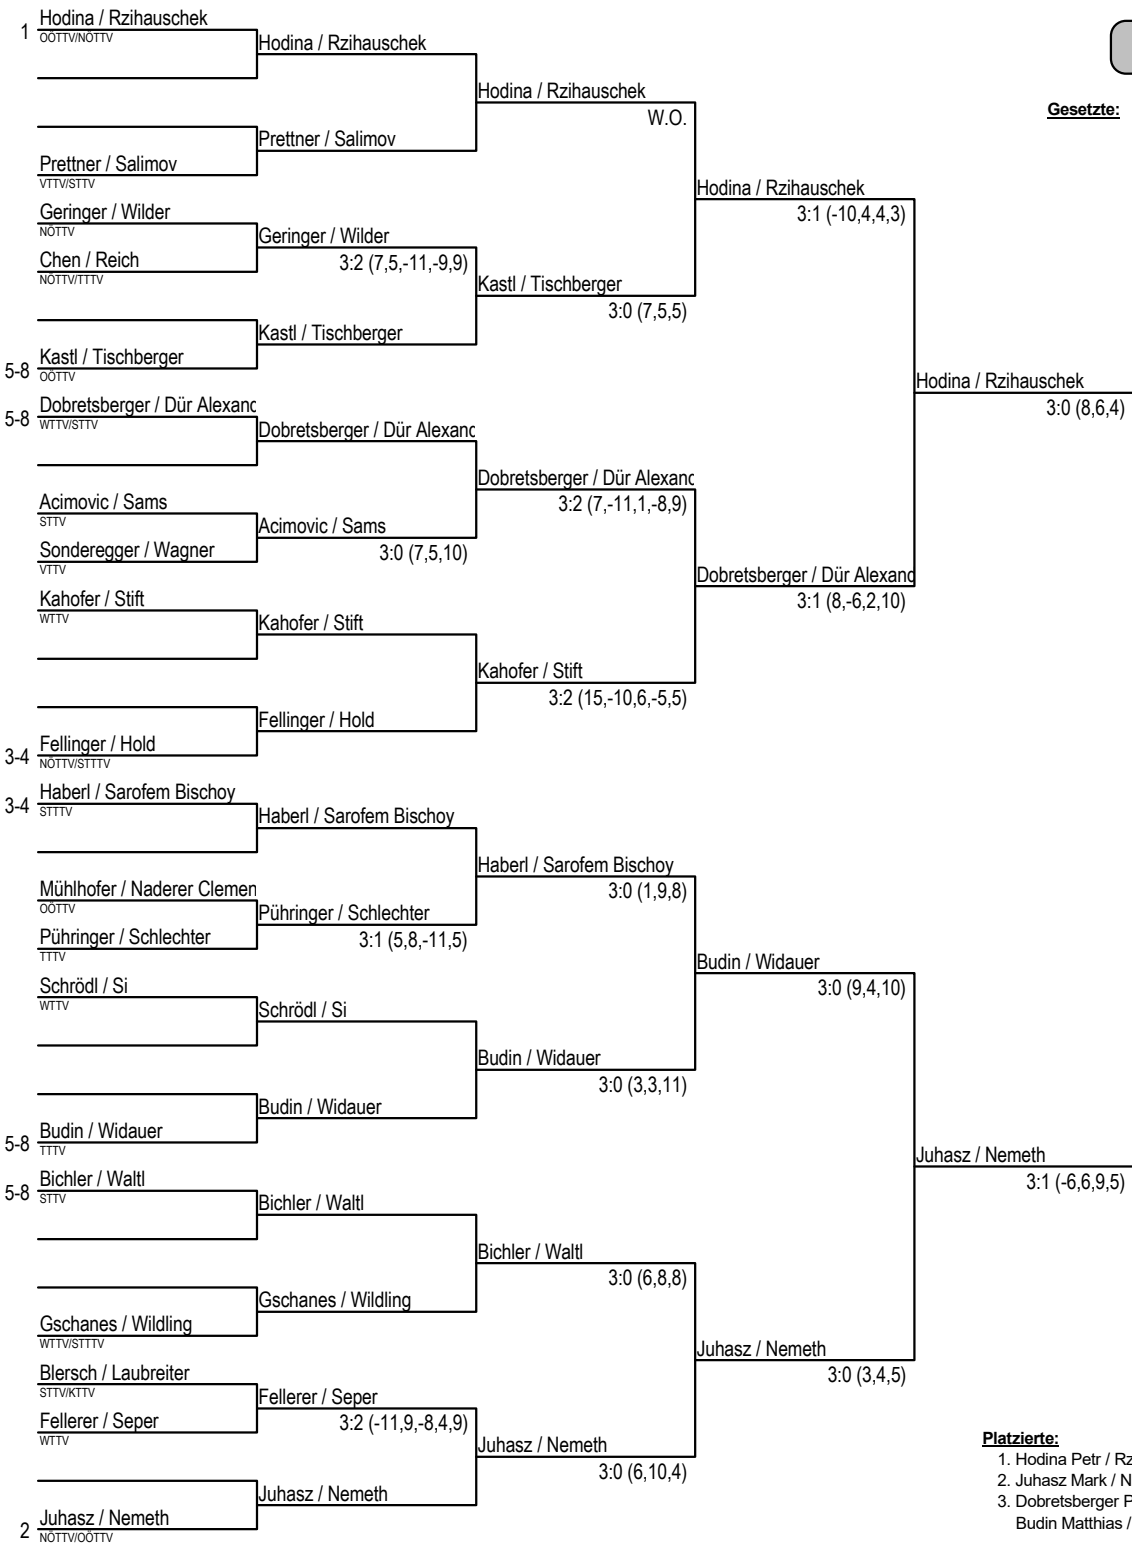 1 Hodina / Rzihauschek
OÖTTV/NÖTTV
Hodina / Rzihauschek
Hodina / Rzihauschek
W.O.
Gesetzte:
Prettner / Salimov
Prettner / Salimov
VTTV/STTV
Hodina / Rzihauschek
3:1 (-10,4,4,3)
Geringer / Wilder
NÖTTV
Geringer / Wilder
3:2 (7,5,-11,-9,9)
Chen / Reich
NÖTTV/TTTV
Kastl / Tischberger
3:0 (7,5,5)
Kastl / Tischberger
5-8 Kastl / Tischberger
OÖTTV
Hodina / Rzihauschek
3:0 (8,6,4)
5-8 Dobretsberger / Dür Alexand
WTTV/STTV
Dobretsberger / Dür Alexand
Dobretsberger / Dür Alexand
3:2 (7,-11,1,-8,9)
Acimovic / Sams
STTV
Acimovic / Sams
3:0 (7,5,10)
Sonderegger / Wagner
VTTV
Dobretsberger / Dür Alexand
3:1 (8,-6,2,10)
Kahofer / Stift
WTTV
Kahofer / Stift
Kahofer / Stift
3:2 (15,-10,6,-5,5)
Fellinger / Hold
3-4 Fellinger / Hold
NÖTTV/STTTV
3-4 Haberl / Sarofem Bischoy
STTTV
Haberl / Sarofem Bischoy
Haberl / Sarofem Bischoy
3:0 (1,9,8)
Mühlhofer / Naderer Clemen
OÖTTV
Pühringer / Schlechter
3:1 (5,8,-11,5)
Pühringer / Schlechter
TTTV
Budin / Widauer
3:0 (9,4,10)
Schrödl / Si
WTTV
Schrödl / Si
Budin / Widauer
3:0 (3,3,11)
Budin / Widauer
5-8 Budin / Widauer
TTTV
Juhasz / Nemeth
3:1 (-6,6,9,5)
5-8 Bichler / Waltl
STTV
Bichler / Waltl
Bichler / Waltl
3:0 (6,8,8)
Gschanes / Wildling
Gschanes / Wildling
WTTV/STTTV
Juhasz / Nemeth
3:0 (3,4,5)
Blersch / Laubreiter
STTV/KTTV
Fellerer / Seper
3:2 (-11,9,-8,4,9)
Fellerer / Seper
WTTV
Juhasz / Nemeth
3:0 (6,10,4)
Juhasz / Nemeth
2 Juhasz / Nemeth
NÖTTV/OÖTTV
Platzierte:
1. Hodina Petr / Rz
2. Juhasz Mark / N
3. Dobretsberger P
Budin Matthias /